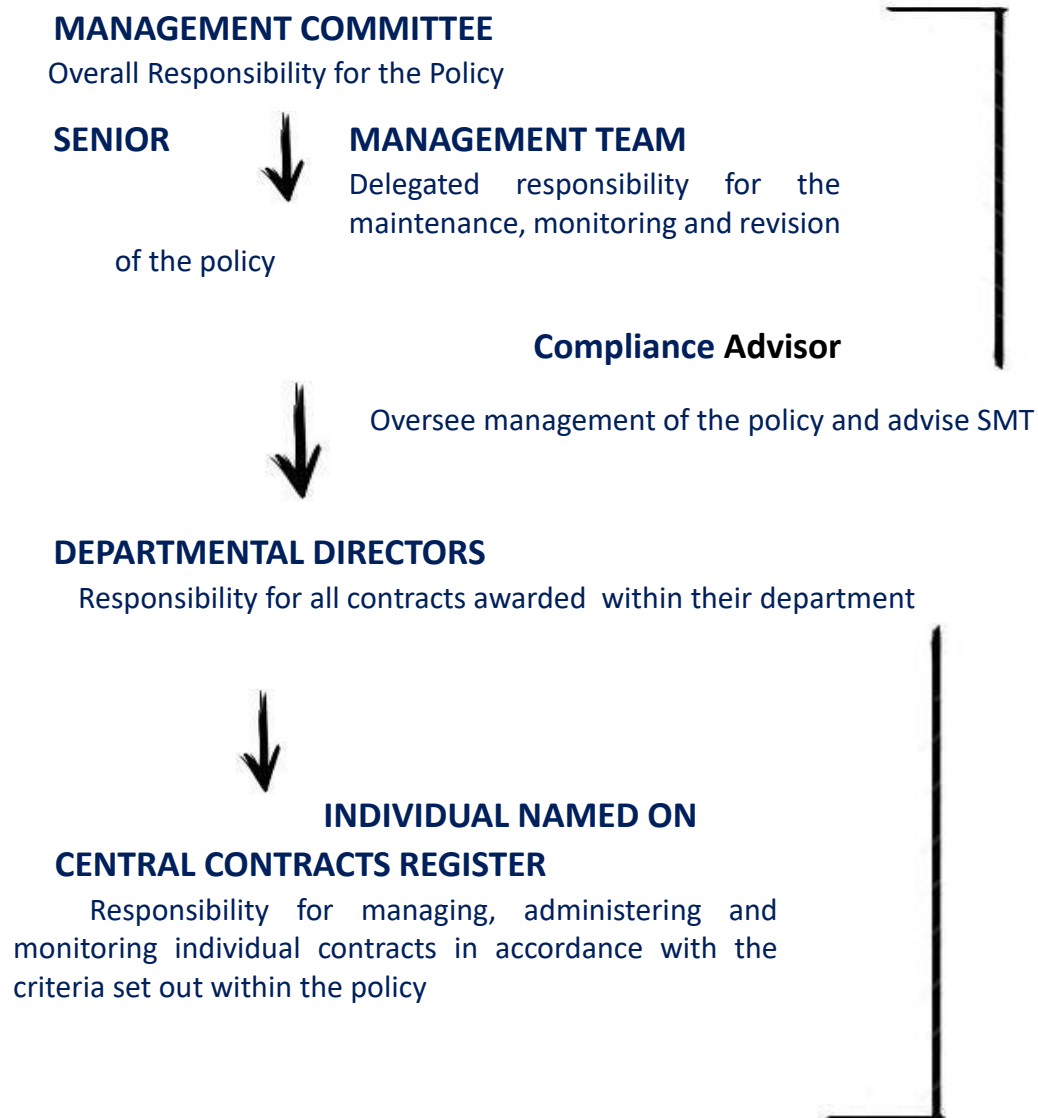 MANAGEMENT COMMITTEE
Overall Responsibility for the Policy
SENIOR MANAGEMENT TEAM
Delegated responsibility for the
maintenance, monitoring and revision
of the policy
Compliance Advisor
Oversee management of the policy and advise SMT
DEPARTMENTAL DIRECTORS
Responsibility for all contracts awarded within their department
INDIVIDUAL NAMED ON
CENTRAL CONTRACTS REGISTER
Responsibility for managing, administering and
monitoring individual contracts in accordance with the
criteria set out within the policy